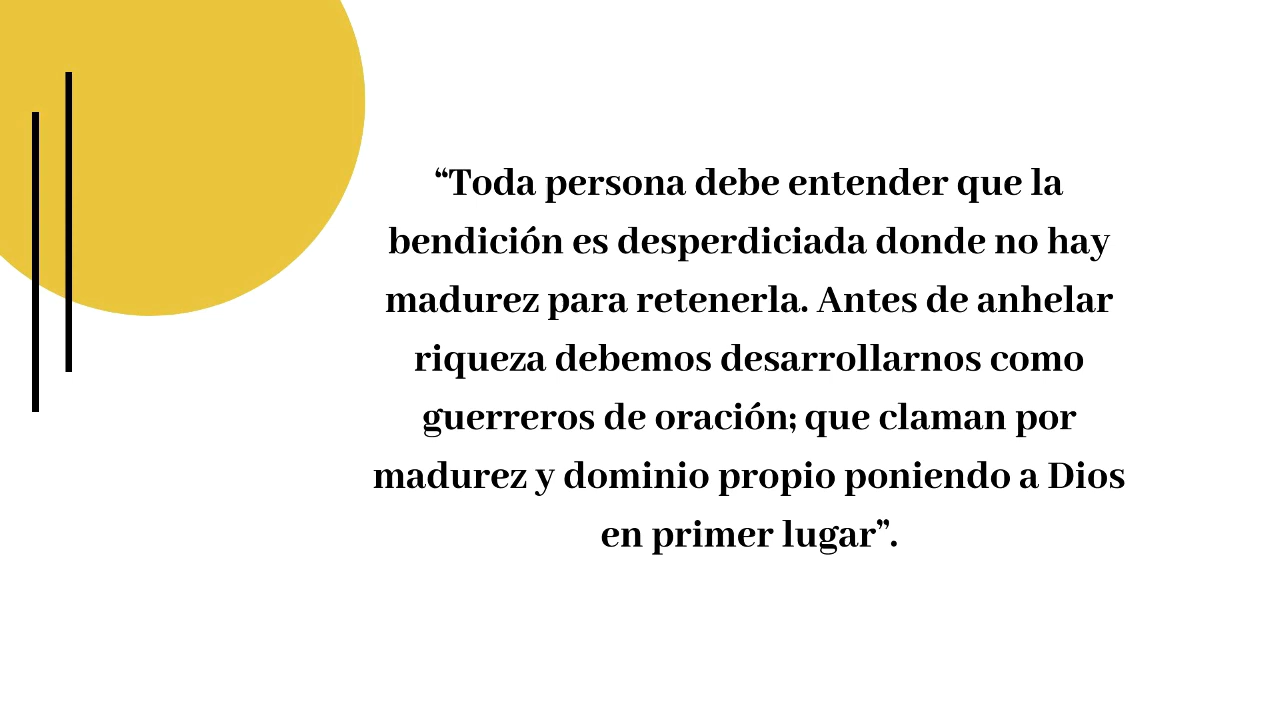 “Toda persona debe entender que la
bendición es desperdiciada donde no hay
madurez para retenerla. Antes de anhelar
riqueza debemos desarrollarnos como
guerreros de oración; que claman por
madurez y dominio propio poniendo a Dios
en primer lugar”.